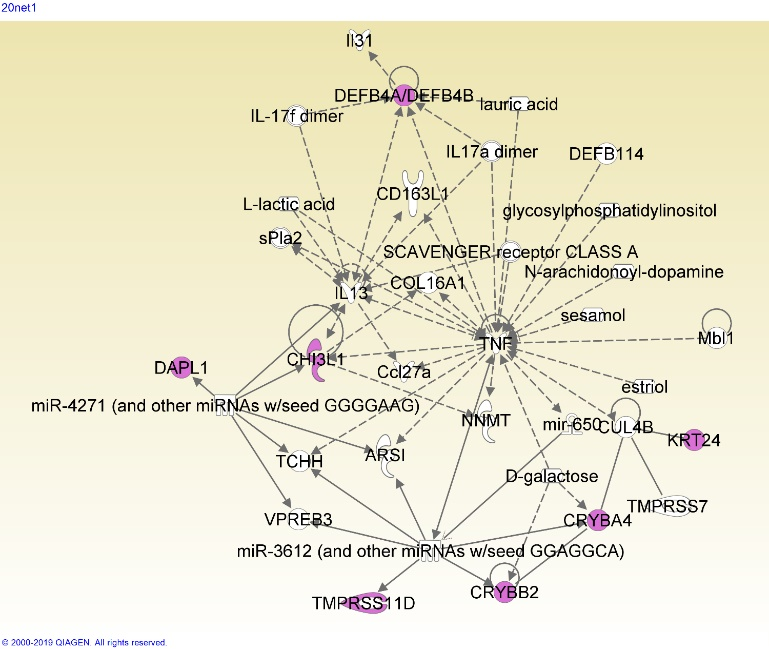 20net1
Il31
DEFB4A/DEFB4B
lauric acid
IL-17f dimer
IL17a dimer
DEFB114
CD163L1
L-lactic acid
glycosylphosphatidylinositol
sPla2
SCAVENGER receptor CLASS A
N-arachidonoyl-dopamine
COL16A1
IL13
sesamol
TNF
Mbl1
CHI3L1
DAPL1
Ccl27a
estriol
miR-4271 (and other miRNAs w/seed GGGGAAG)
NNMT
mir-650
CUL4B
KRT24
ARSI
TCHH
D-galactose
TMPRSS7
VPREB3
CRYBA4
miR-3612 (and other miRNAs w/seed GGAGGCA)
CRYBB2
TMPRSS11D
© 2000-2019 QIAGEN. All rights reserved.